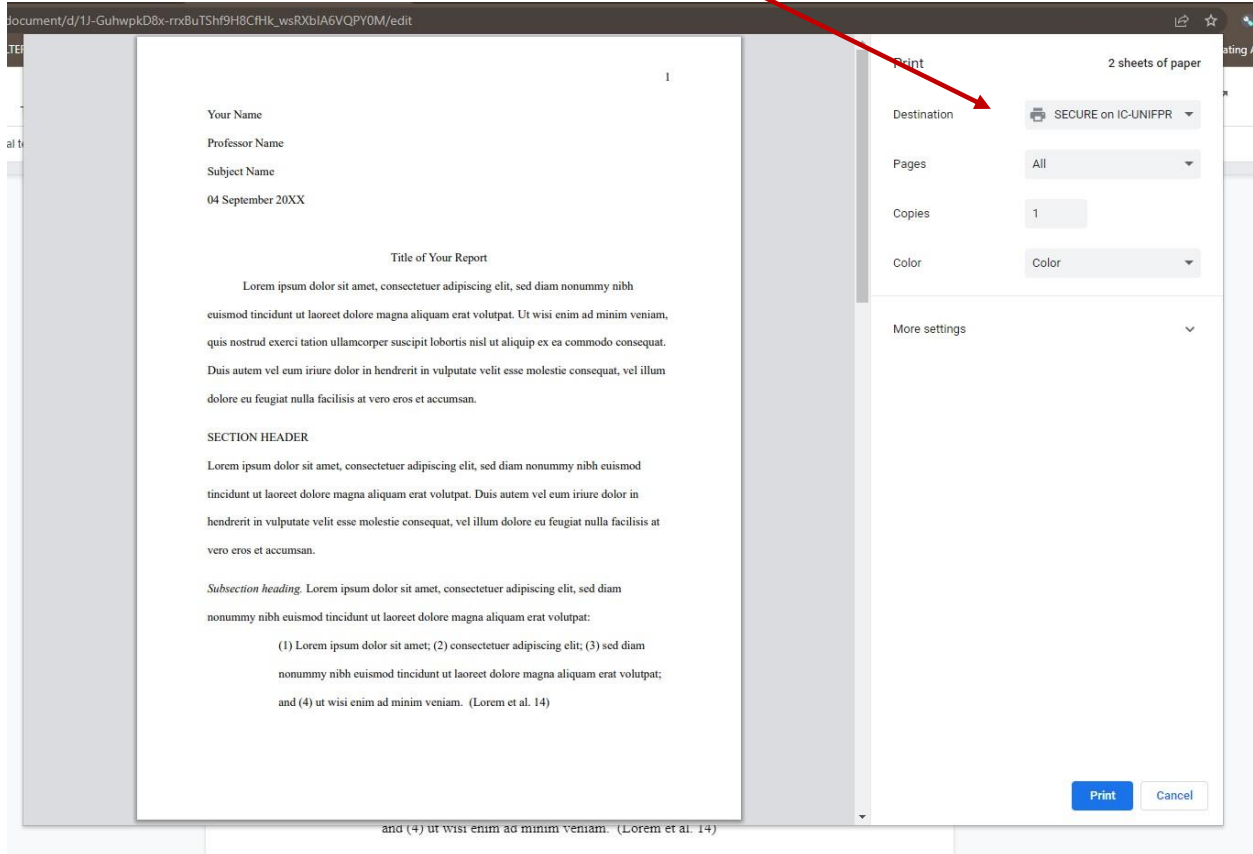 document/d/1J-GuhwpkD8x-rrxBuTShf9H8CfHk_wsRXbIA6VQPY0M/edit
Print
2 sheets of paper
Destination
SECURE on IC-UNIFPR
Pages
All
Copies
1
Color
Color
More settings
Print
Cancel
1
Your Name
Professor Name
Subject Name
04 September 20XX
Title of Your Report
Lorem ipsum dolor sit amet, consectetuer adipiscing elit, sed diam nonummy nibh
euismod tincidunt ut laoreet dolore magna aliquam erat volutpat. Ut wisi enim ad minim veniam,
quis nostrud exerci tation ullamcorper suscipit lobortis nisl ut aliquip ex ea commodo consequat.
Duis autem vel eum iriure dolor in hendrerit in vulputate velit esse molestie consequat, vel illum
dolore eu feugiat nulla facilisis at vero eros et accumsan.
SECTION HEADER
Lorem ipsum dolor sit amet, consectetuer adipiscing elit, sed diam nonummy nibh euismod
tincidunt ut laoreet dolore magna aliquam erat volutpat. Duis autem vel eum iriure dolor in
hendrerit in vulputate velit esse molestie consequat, vel illum dolore eu feugiat nulla facilisis at
vero eros et accumsan.
Subsection heading. Lorem ipsum dolor sit amet, consectetuer adipiscing elit, sed diam
nonummy nibh euismod tincidunt ut laoreet dolore magna aliquam erat volutpat:
(1) Lorem ipsum dolor sit amet; (2) consectetuer adipiscing elit; (3) sed diam
nonummy nibh euismod tincidunt ut laoreet dolore magna aliquam erat volutpat;
and (4) ut wisi enim ad minim veniam. (Lorem et al. 14)
and (4) ut wisi enim ad minim veniam. (Lorem et al. 14)